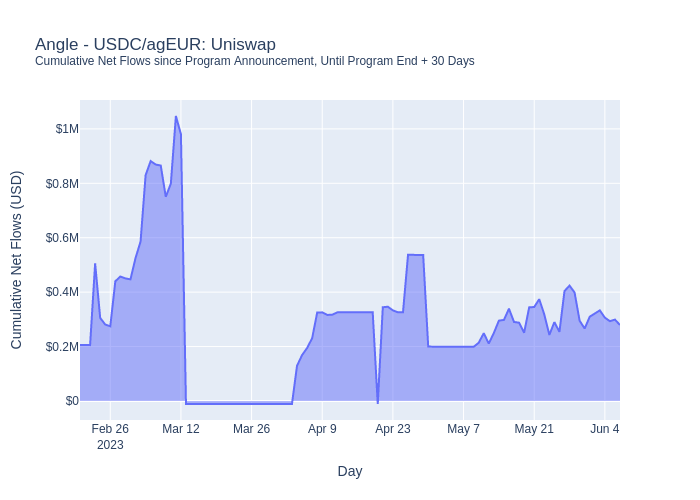 Angle - USDC/agEUR: Uniswap
Cumulative Net Flows since Program Announcement, Until Program End + 30 Days
Cumulative Net Flows (USD)
$1M
$0.8M
$0.6M
$0.4M
$0.2M
$0
Feb 26
2023
Mar 12
Mar 26
Apr 9
Apr 23
May 7
May 21
Jun 4
Day